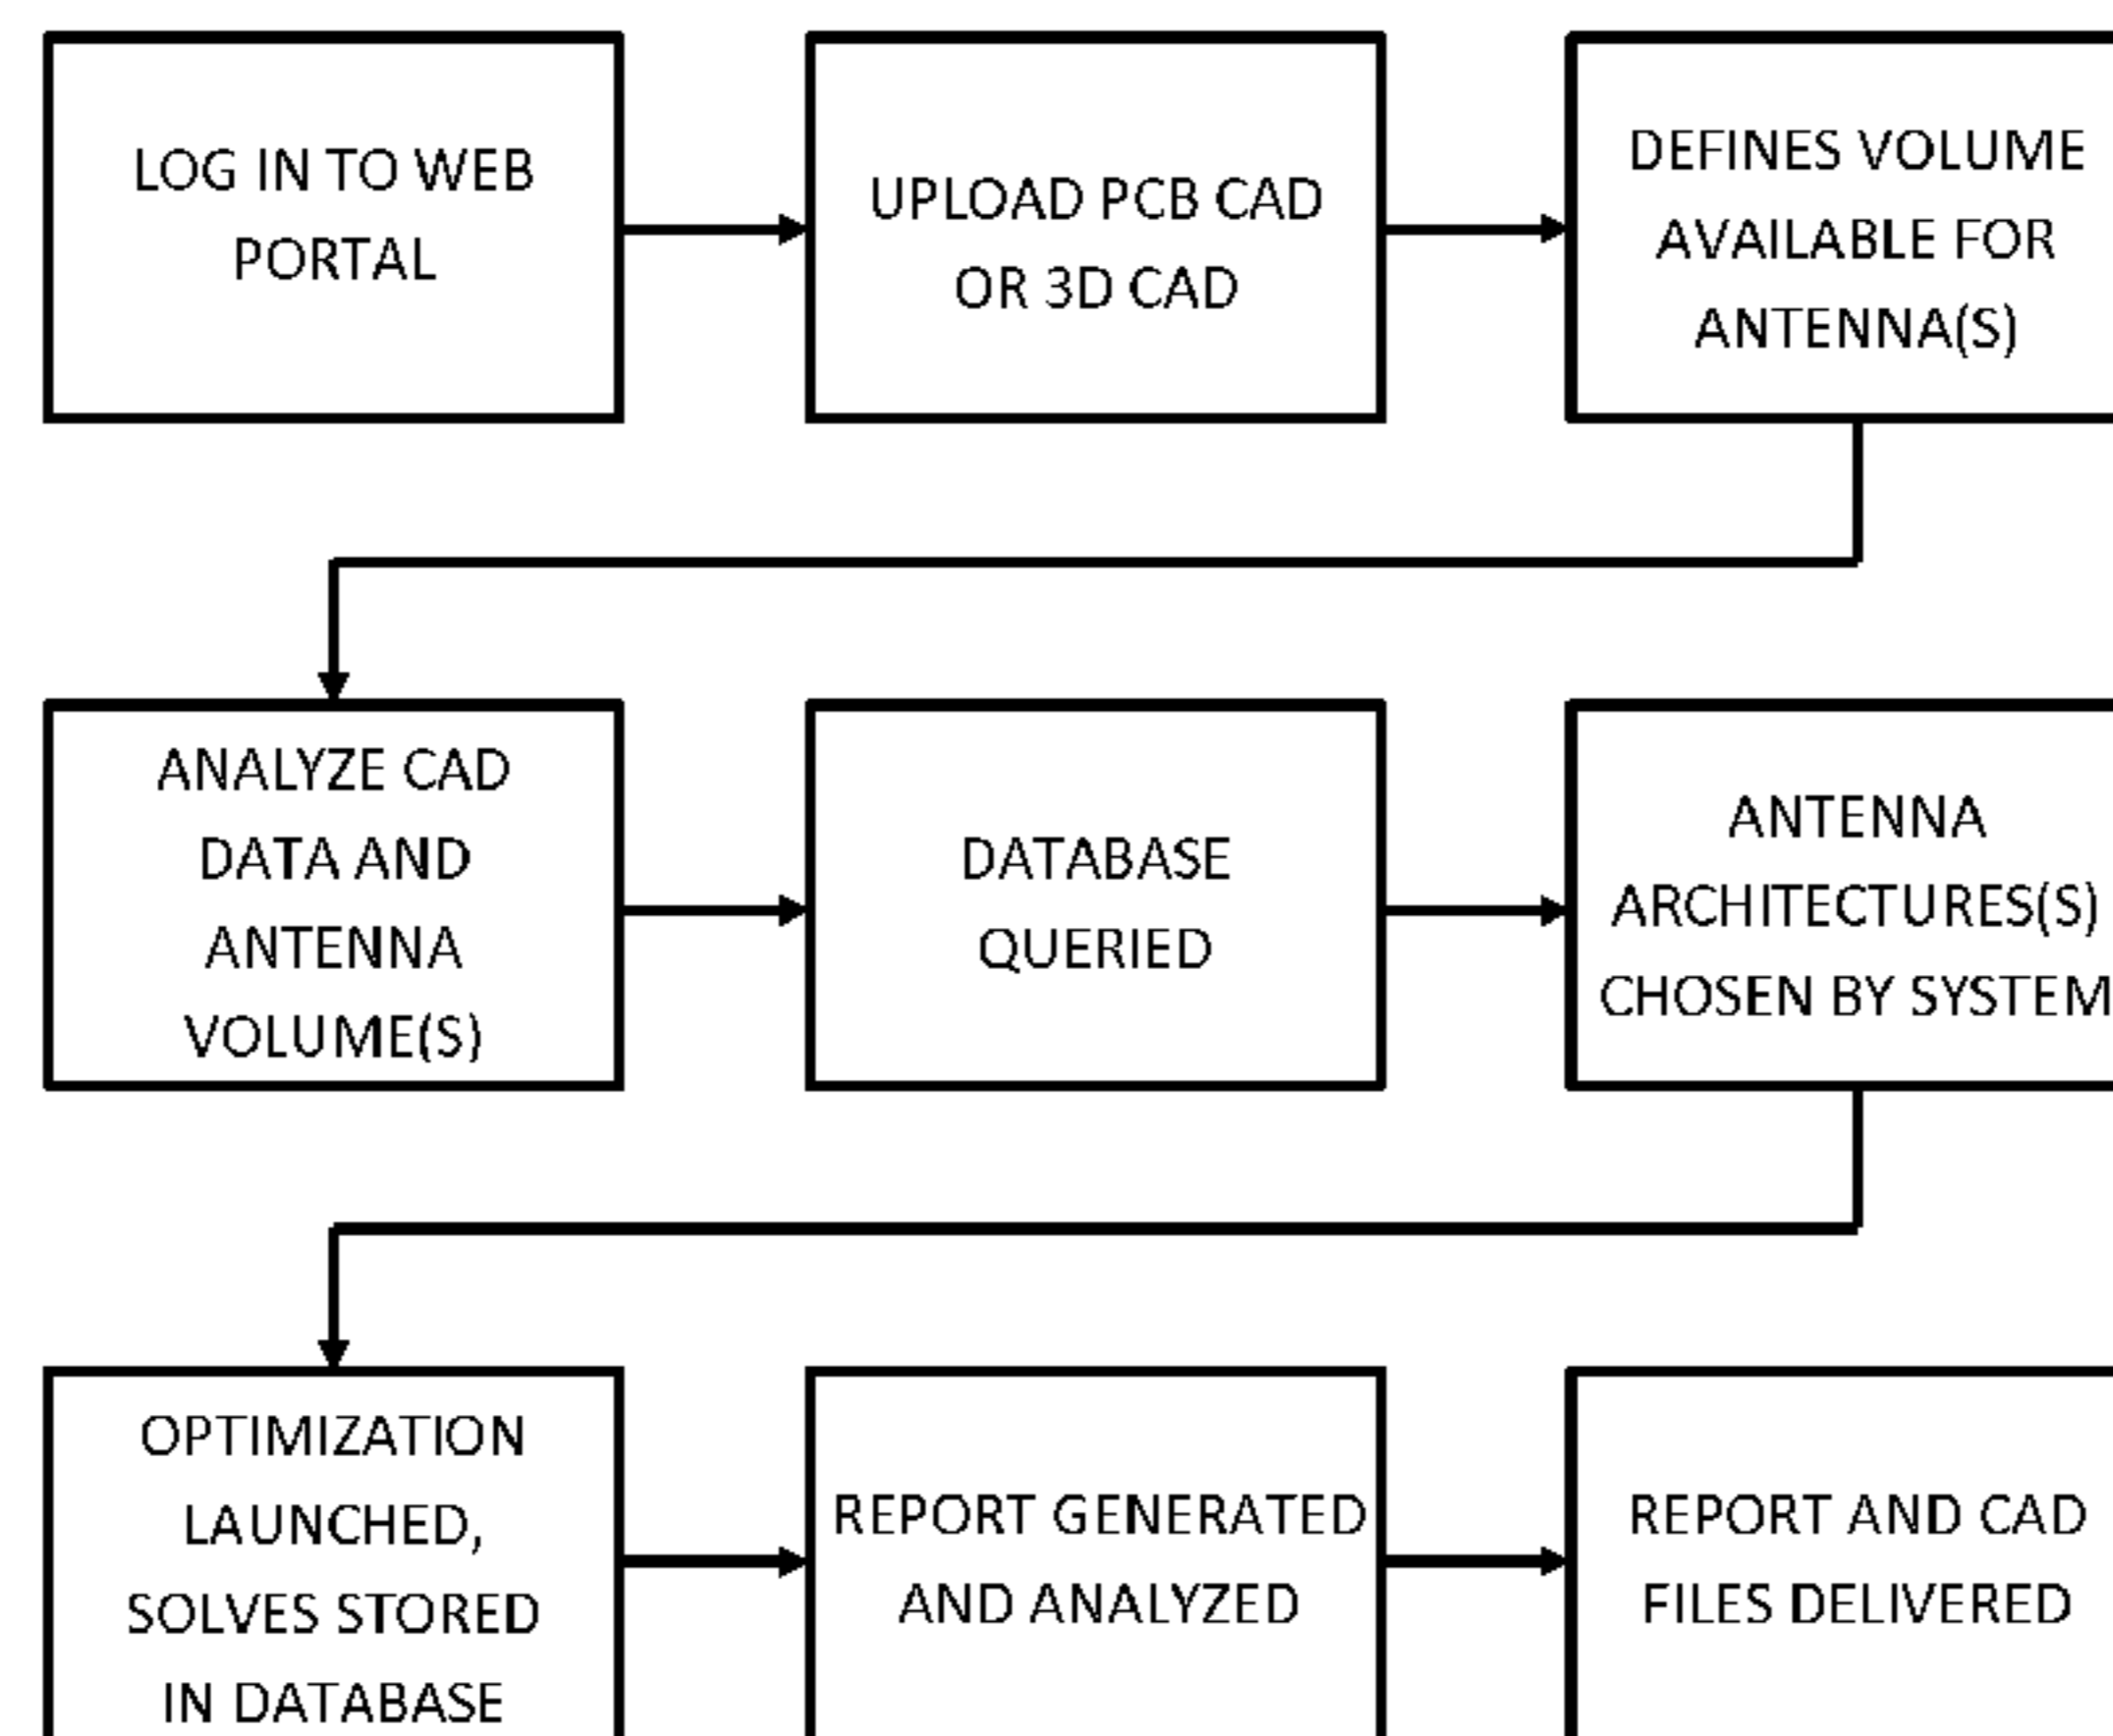 LOG IN TO WEB
PORTAL
UPLOAD PCB CAD
OR 3D CAD
DEFINES VOLUME
AVAILABLE FOR
ANTENNA(S)
ANALYZE CAD
DATA AND
ANTENNA
VOLUME(S)
DATABASE
QUERIED
ANTENNA
ARCHITECTURES(S)
CHOSEN BY SYSTEM
OPTIMIZATION
LAUNCHED,
SOLVES STORED
IN DATABASE
REPORT GENERATED
AND ANALYZED
REPORT AND CAD
FILES DELIVERED